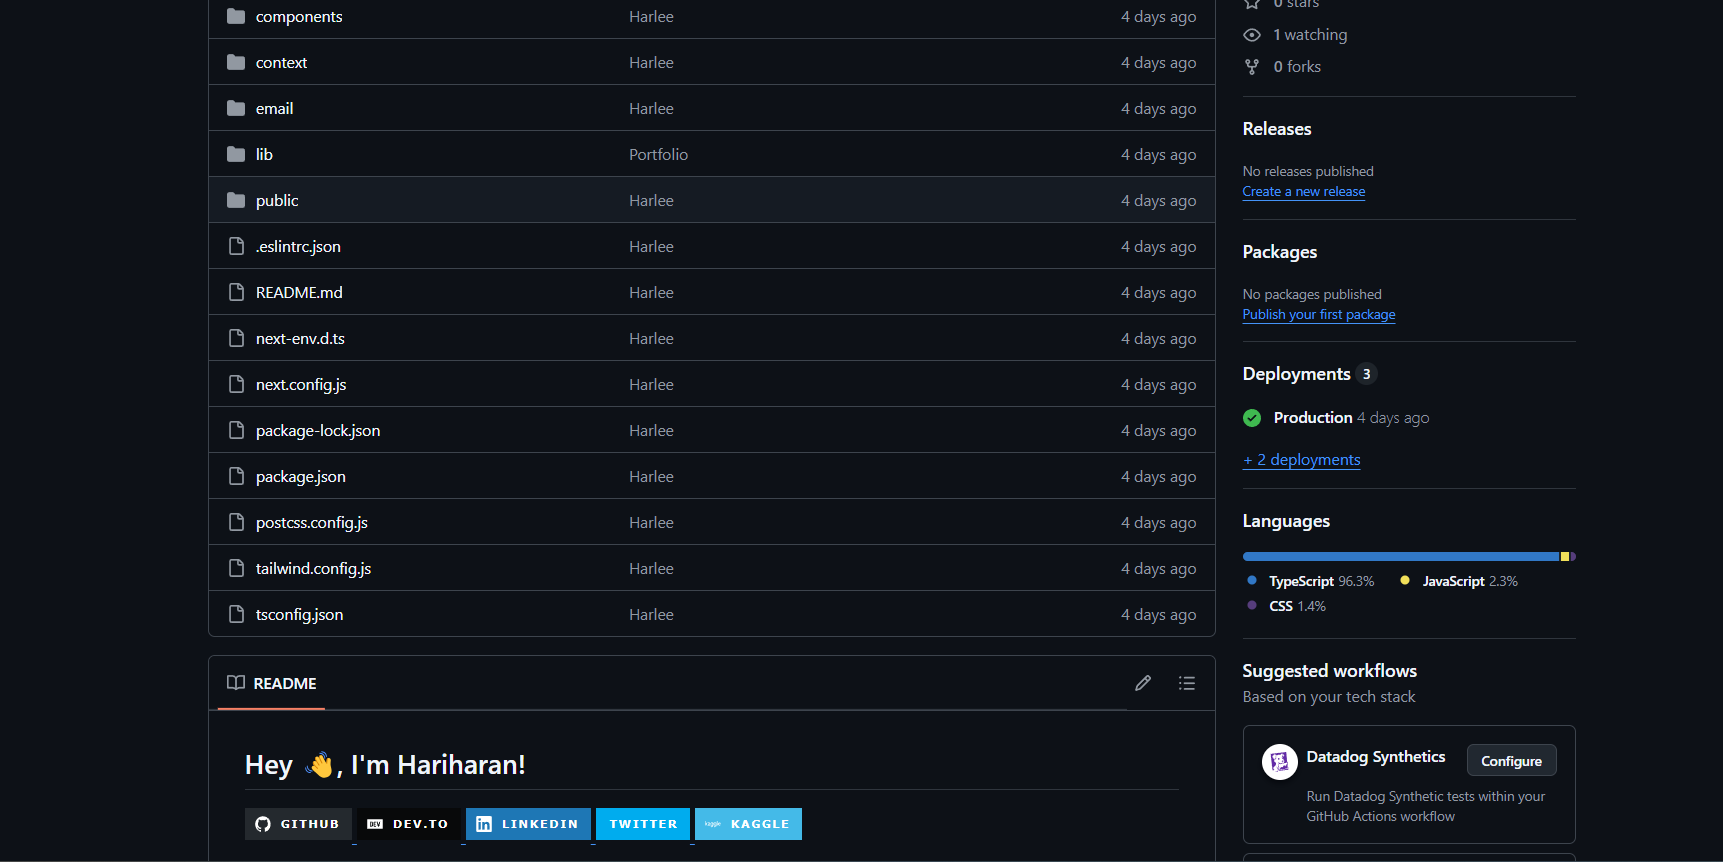 components Harlee 4 days ago
context Harlee 4 days ago
email Harlee 4 days ago
lib Portfolio 4 days ago
public Harlee 4 days ago
.eslintrc.json Harlee 4 days ago
README.md Harlee 4 days ago
next-env.d.ts Harlee 4 days ago
next.config.js Harlee 4 days ago
package-lock.json Harlee 4 days ago
package.json Harlee 4 days ago
postcss.config.js Harlee 4 days ago
tailwind.config.js Harlee 4 days ago
tsconfig.json Harlee 4 days ago
README
Hey 👋, I'm Hariharan!
GITHUB DEV DEV.TO in LINKEDIN TWITTER kaggle KAGGLE
0 stars
1 watching
0 forks
Releases
No releases published
Create a new release
Packages
No packages published
Publish your first package
Deployments 3
Production 4 days ago
+ 2 deployments
Languages
TypeScript 96.3% JavaScript 2.3%
CSS 1.4%
Suggested workflows
Based on your tech stack
Datadog Synthetics Configure
Run Datadog Synthetic tests within your
GitHub Actions workflow